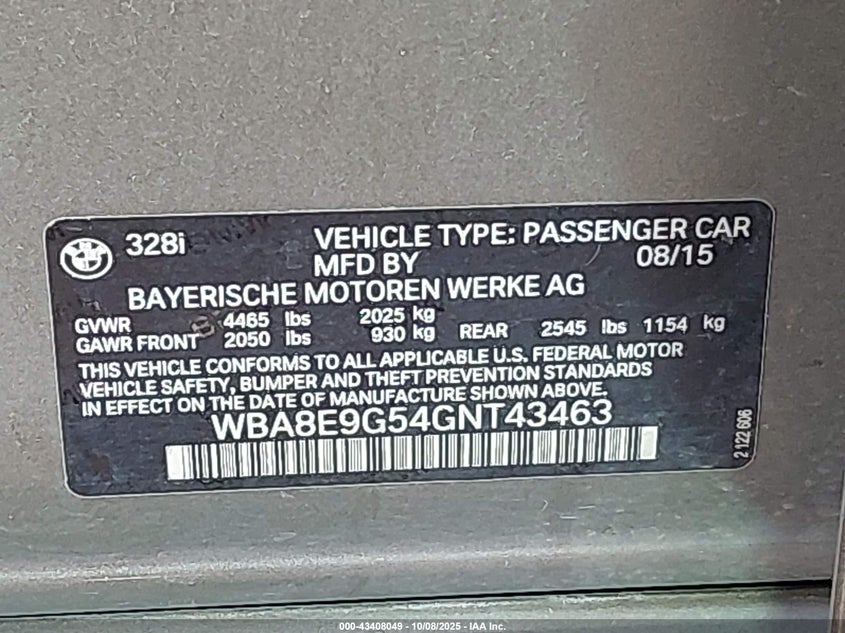 328i VEHICLE TYPE: PASSENGER CAR
MFD BY 08/15
BAYERISCHE MOTOREN WERKE AG
GVWR 4465 lbs 2025 kg
GAWR FRONT 2050 lbs 930 kg REAR 2545 lbs 1154 kg
THIS VEHICLE CONFORMS TO ALL APPLICABLE U.S. FEDERAL MOTOR
VEHICLE SAFETY, BUMPER AND THEFT PREVENTION STANDARDS
IN EFFECT ON THE DATE OF MANUFACTURE SHOWN ABOVE.
WBA8E9G54GNT43463
2 122 606
000-43408049 - 10/08/2025 - IAA Inc.